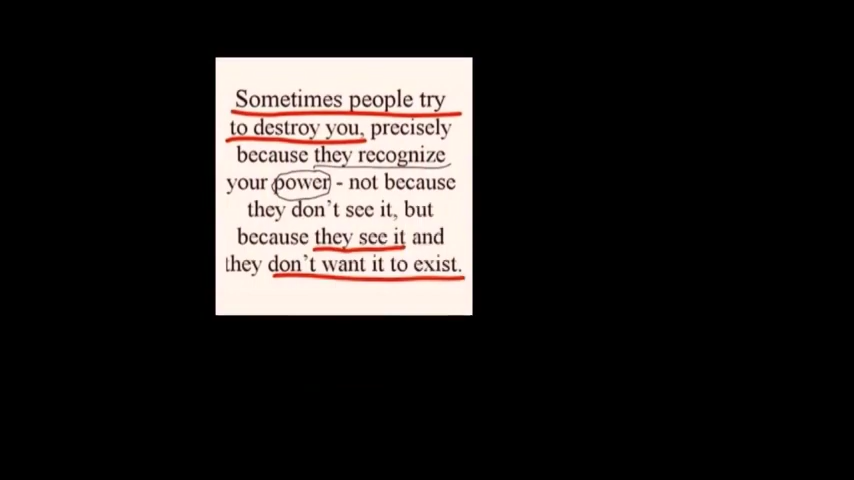 Sometimes people try
to destroy you, precisely
because they recognize
your power - not because
they don't see it, but
because they see it and
they don't want it to exist.